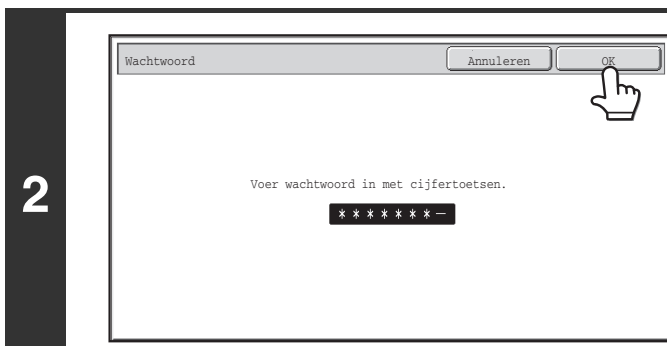 Wachtwoord Annuleren OK
2
Voer wachtwoord in met cijfertoetsen.
*******–